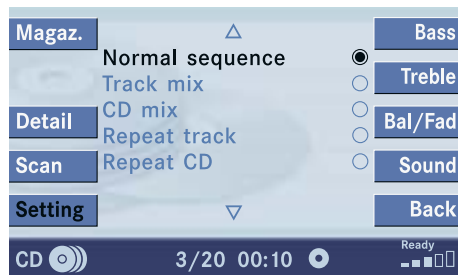 Magaz.
Normal sequence
Track mix
CD mix
Repeat track
Repeat CD
Detail
Scan
Setting
Bass
Treble
Bal/Fad
Sound
Back
CD 3/20 00:10
Ready